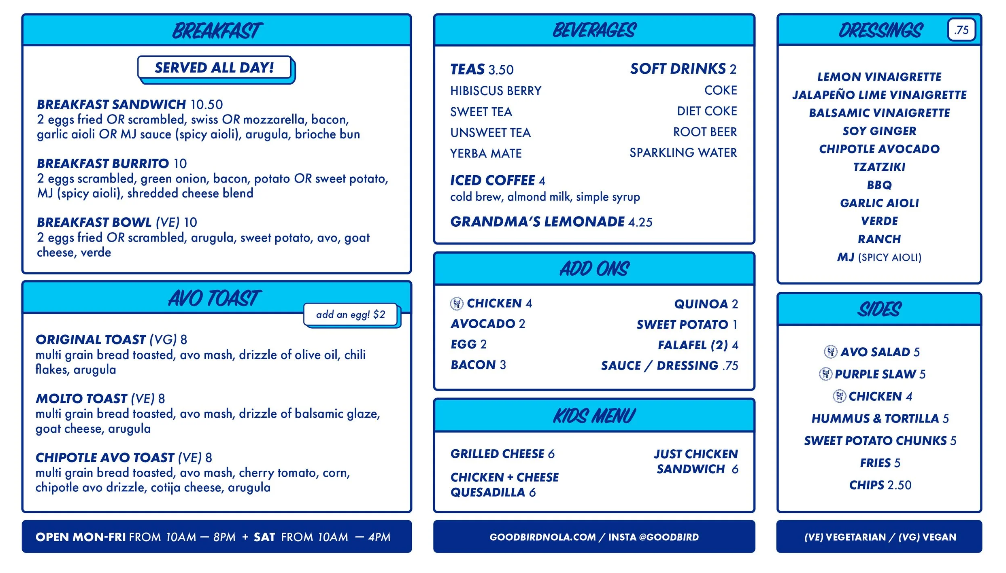 BREAKFAST
SERVED ALL DAY!
BREAKFAST SANDWICH 10.50
2 eggs fried OR scrambled, swiss OR mozzarella, bacon,
garlic aioli OR MJ sauce (spicy aioli), arugula, brioche bun
BREAKFAST BURRITO 10
2 eggs scrambled, green onion, bacon, potato OR sweet potato,
MJ (spicy aioli), shredded cheese blend
BREAKFAST BOWL (VE) 10
2 eggs fried OR scrambled, arugula, sweet potato, avo, goat
cheese, verde
AVO TOAST
add an egg! $2
ORIGINAL TOAST (VG) 8
multi grain bread toasted, avo mash, drizzle of olive oil, chili
flakes, arugula
MOLTO TOAST (VE) 8
multi grain bread toasted, avo mash, drizzle of balsamic glaze,
goat cheese, arugula
CHIPOTLE AVO TOAST (VE) 8
multi grain bread toasted, avo mash, cherry tomato, corn,
chipotle avo drizzle, cotija cheese, arugula
OPEN MON-FRI FROM 10AM — 8PM + SAT FROM 10AM — 4PM
BEVERAGES
TEAS 3.50
HIBISCUS BERRY
SWEET TEA
UNSWEET TEA
YERBA MATE
SOFT DRINKS 2
COKE
DIET COKE
ROOT BEER
SPARKLING WATER
ICED COFFEE 4
cold brew, almond milk, simple syrup
GRANDMA'S LEMONADE 4.25
ADD ONS
CHICKEN 4
AVOCADO 2
EGG 2
BACON 3
QUINOA 2
SWEET POTATO 1
FALAFEL (2) 4
SAUCE / DRESSING .75
KIDS MENU
GRILLED CHEESE 6
CHICKEN + CHEESE
QUESADILLA 6
JUST CHICKEN
SANDWICH 6
GOODBIRDNOLA.COM / INSTA @GOODBIRD
DRESSINGS .75
LEMON VINAIGRETTE
JALAPEÑO LIME VINAIGRETTE
BALSAMIC VINAIGRETTE
SOY GINGER
CHIPOTLE AVOCADO
TZATZIKI
BBQ
GARLIC AIOLI
VERDE
RANCH
MJ (SPICY AIOLI)
SIDES
AVO SALAD 5
PURPLE SLAW 5
CHICKEN 4
HUMMUS & TORTILLA 5
SWEET POTATO CHUNKS 5
FRIES 5
CHIPS 2.50
(VE) VEGETARIAN / (VG) VEGAN